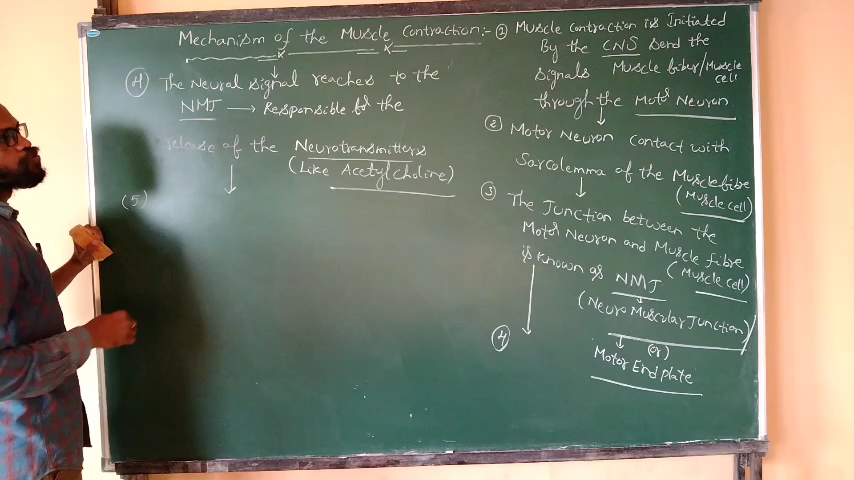 Mechanism of the Muscle Contraction:-
① Muscle contraction is Initiated
By the CNS send the
signals Muscle fiber/Muscle cell
through the Motor Neuron
② Motor Neuron contact with
Sarcolemma of the Muscle fibre
(Muscle cell)
③ The Junction between the
Motor Neuron and Muscle fibre
(Muscle cell)
is known as NMJ
(Neuro Muscular Junction)
(or)
Motor End plate
④
④ The Neural signal reaches to the
NMJ → Responsible for the
release of the Neurotransmitters
(Like Acetylcholine)
(5)